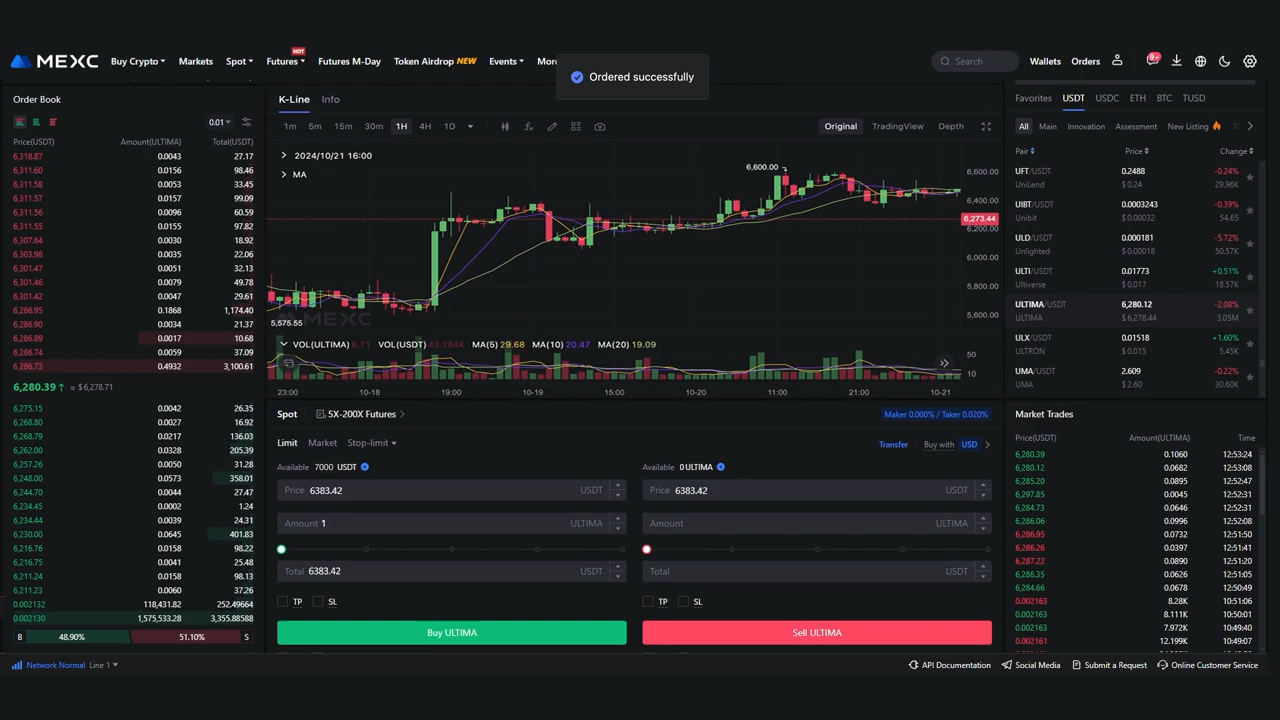 MEXC Buy Crypto Markets Spot Futures HOT Futures M-Day Token Airdrop NEW Events More Search Wallets Orders 9+
Ordered successfully
Order Book
0.01
Price(USDT) Amount(ULTIMA) Total(USDT)
6,318.87 0.0043 27.17
6,311.60 0.0156 98.46
6,311.58 0.0053 33.45
6,311.57 0.0157 99.09
6,311.56 0.0096 60.59
6,311.55 0.0155 97.82
6,307.64 0.0030 18.92
6,303.98 0.0035 22.06
6,301.47 0.0051 32.13
6,301.46 0.0079 49.78
6,301.42 0.0047 29.61
6,286.95 0.1868 1,174.40
6,286.90 0.0034 21.37
6,286.89 0.0017 10.68
6,286.74 0.0059 37.09
6,286.73 0.4932 3,100.61
6,280.39 ↑ ≈ $6,278.71
6,275.15 0.0042 26.35
6,268.80 0.0027 16.92
6,268.79 0.0217 136.03
6,262.00 0.0328 205.39
6,257.26 0.0050 31.28
6,248.00 0.0573 358.01
6,244.70 0.0044 27.47
6,234.45 0.0002 1.24
6,234.44 0.0039 24.31
6,230.00 0.0645 401.83
6,216.76 0.0158 98.22
6,216.75 0.0041 25.48
6,211.24 0.0158 98.13
6,211.23 0.0060 37.26
0.002132 118,431.82 252.49664
0.002130 1,575,533.28 3,355.88588
B 48.90% 51.10% S
K-Line Info
1m 5m 15m 30m 1H 4H 1D Original TradingView Depth
2024/10/21 16:00
MA
6,600.00
6,600.00
6,400.00
6,273.44
6,200.00
6,000.00
5,800.00
5,600.00
5,575.55
MEXC
VOL(ULTIMA) 6.71 VOL(USDT) 42.264K MA(5) 29.68 MA(10) 20.47 MA(20) 19.09
50
10
23:00 10-18 19:00 10-19 15:00 10-20 11:00 21:00 10-21
Spot 5X-200X Futures Maker 0.000% / Taker 0.020%
Limit Market Stop-limit Transfer Buy with USD
Available 7000 USDT
Price 6383.42 USDT
Amount 1 ULTIMA
Total 6383.42 USDT
TP SL
Buy ULTIMA
Available 0 ULTIMA
Price 6383.42 USDT
Amount ULTIMA
Total USDT
TP SL
Sell ULTIMA
Favorites USDT USDC ETH BTC TUSD
All Main Innovation Assessment New Listing
Pair Price Change
UFT/USDT 0.2488 -0.24%
UniLend $ 0.24 29.96K
UIBT/USDT 0.0003243 -0.39%
Unibit $ 0.00032 54.65
ULD/USDT 0.000181 -5.72%
Unlighted $ 0.00018 50.57K
ULTI/USDT 0.01773 +0.51%
Ultiverse $ 0.017 18.57K
ULTIMA/USDT 6,280.12 -2.08%
ULTIMA $ 6,278.44 3.05M
ULX/USDT 0.01518 +1.60%
ULTRON $ 0.015 5.45K
UMA/USDT 2.609 -0.22%
UMA $ 2.60 30.60K
Market Trades
Price(USDT) Amount(ULTIMA) Time
6,280.39 0.1060 12:53:24
6,280.12 0.0682 12:53:08
6,285.20 0.0895 12:52:47
6,297.85 0.0045 12:52:31
6,284.73 0.0646 12:52:31
6,286.06 0.0996 12:52:08
6,286.95 0.0732 12:51:50
6,286.26 0.0397 12:51:41
6,287.22 0.0890 12:51:20
6,286.35 0.0626 12:51:05
6,284.66 0.0678 12:50:53
0.002163 8.28K 10:51:06
0.002163 8.111K 10:50:51
0.002163 7.972K 10:49:40
0.002161 12.199K 10:49:07
Network Normal Line 1 API Documentation Social Media Submit a Request Online Customer Service